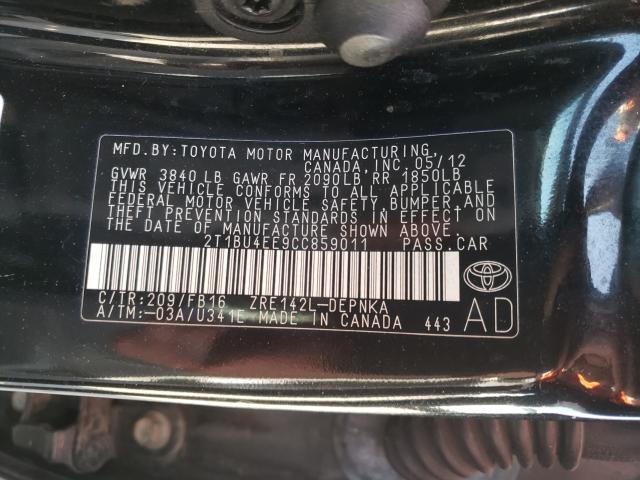 MFD.BY:TOYOTA MOTOR MANUFACTURING,
CANADA, INC. 05/12
GVWR 3840 LB GAWR FR 2090LB, RR 1850LB
THIS VEHICLE CONFORMS TO ALL APPLICABLE
FEDERAL MOTOR VEHICLE SAFETY, BUMPER, AND
THEFT PREVENTION STANDARDS IN EFFECT ON
THE DATE OF MANUFACTURE SHOWN ABOVE.
2T1BU4EE9CC859011 PASS.CAR
C/TR:209/FB16 ZRE142L-DEPNKA
A/TM:-03A/U341E MADE IN CANADA 443
AD